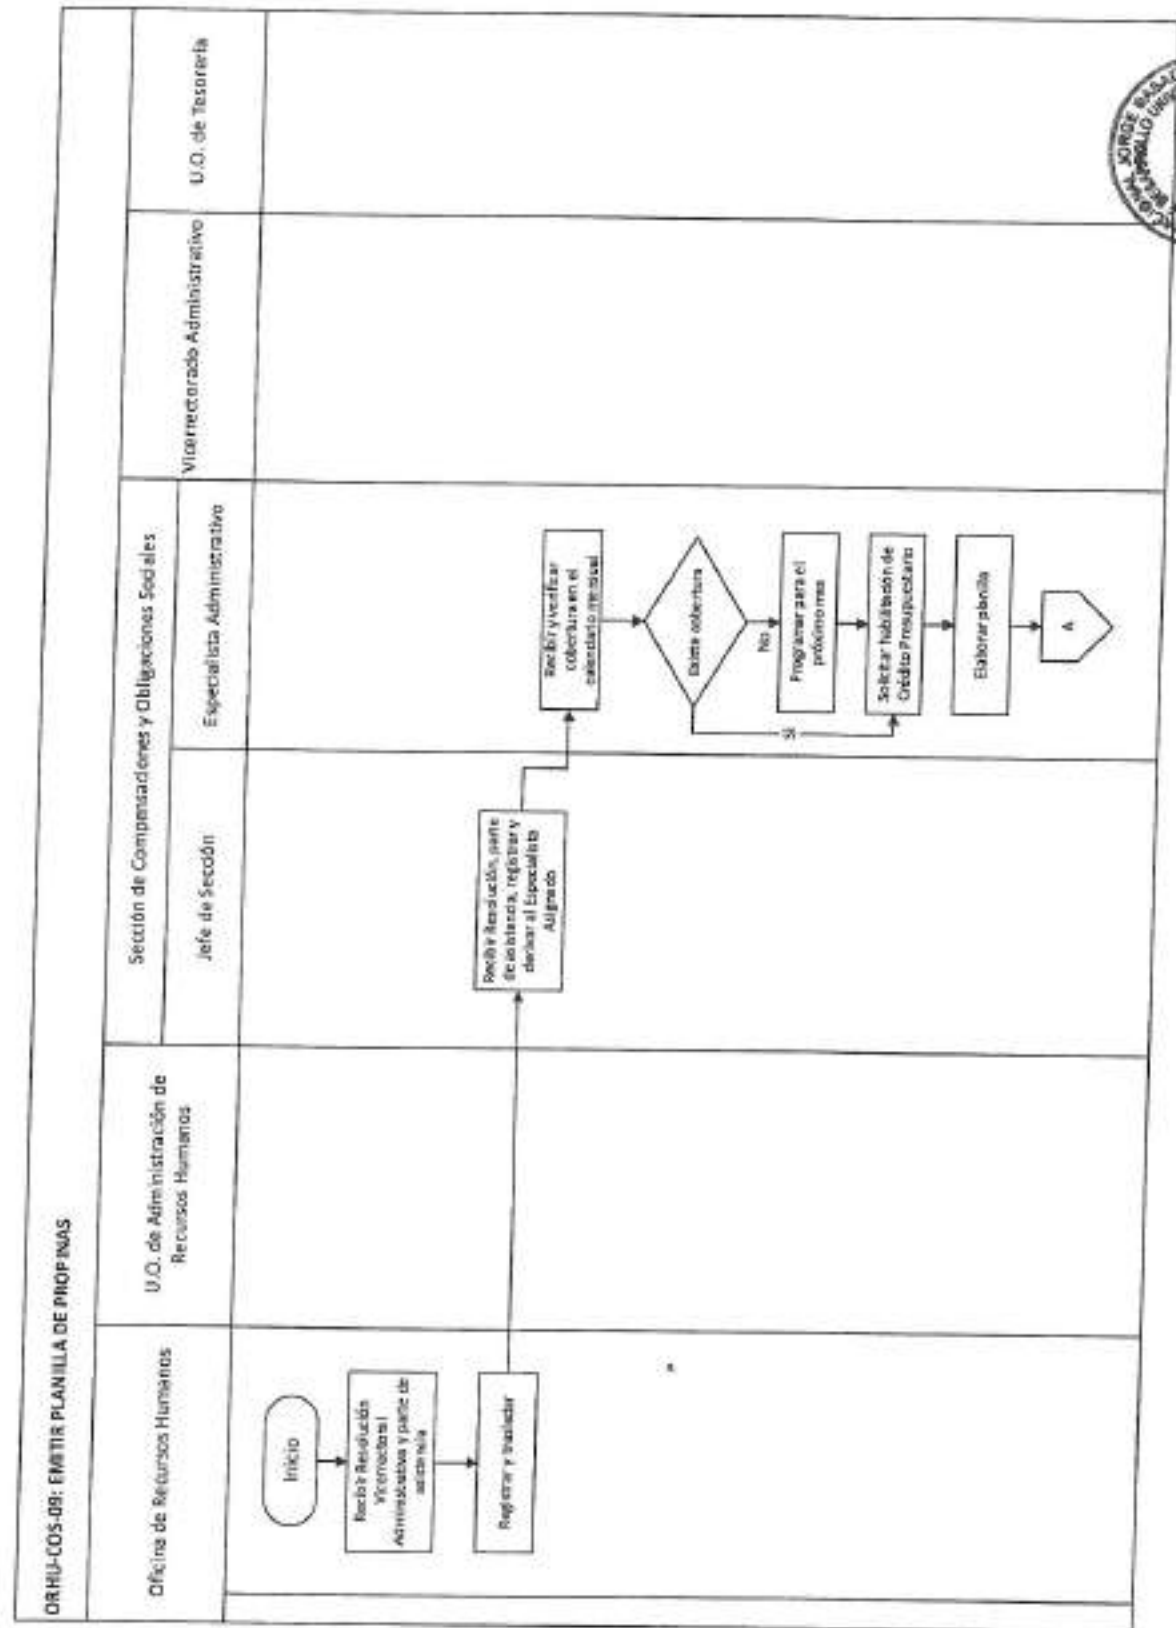 ORHU-COS-09: EMITIR PLANILLA DE PROPINAS
Oficina de Recursos Humanos
U.O. de Administración de
Recursos Humanos
Sección de Compensaciones y Obligaciones Sociales
Jefe de Sección
Especialista Administrativo
Vicerrectorado Administrativo
U.O. de Tesorería
Inicio
Recibir Resolución
Vicerrectoral
Administrativa y parte de
asistencia
Registrar y trasladar
Recibir Resolución, parte
de asistencia, registrar y
derivar al Especialista
Asignado
Recibir y verificar
cobertura en el
calendario mensual
Existe cobertura
No
Si
Programar para el
próximo mes
Solicitar habilitación de
Crédito Presupuestario
Elaborar planilla
A
JORGE